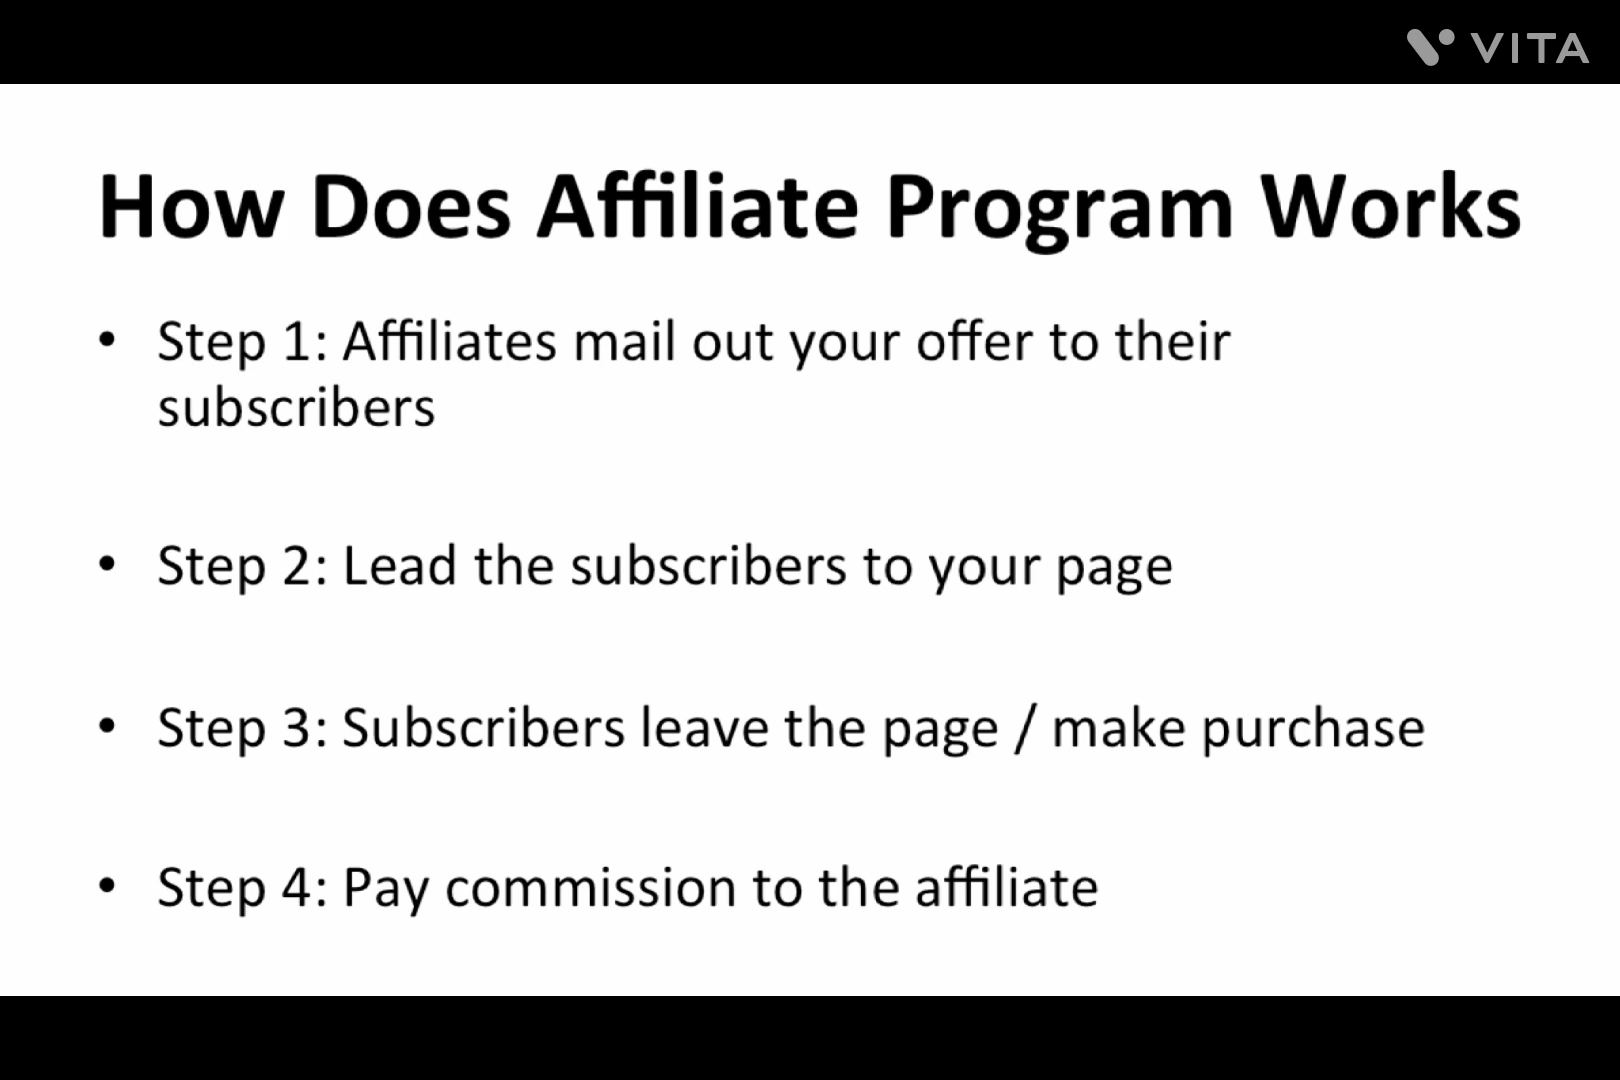 VITA
How Does Affiliate Program Works
• Step 1: Affiliates mail out your offer to their
subscribers
• Step 2: Lead the subscribers to your page
• Step 3: Subscribers leave the page / make purchase
• Step 4: Pay commission to the affiliate